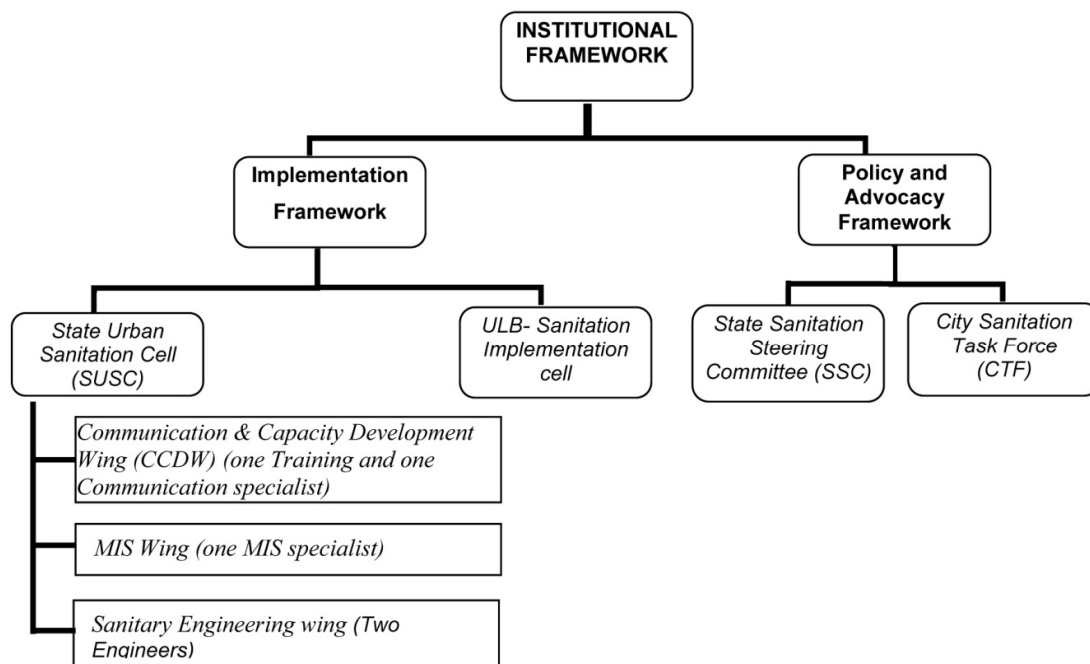 INSTITUTIONAL
FRAMEWORK
Implementation
Framework
Policy and
Advocacy
Framework
State Urban
Sanitation Cell
(SUSC)
ULB- Sanitation
Implementation
cell
State Sanitation
Steering
Committee (SSC)
City Sanitation
Task Force
(CTF)
Communication & Capacity Development
Wing (CCDW) (one Training and one
Communication specialist)
MIS Wing (one MIS specialist)
Sanitary Engineering wing (Two
Engineers)